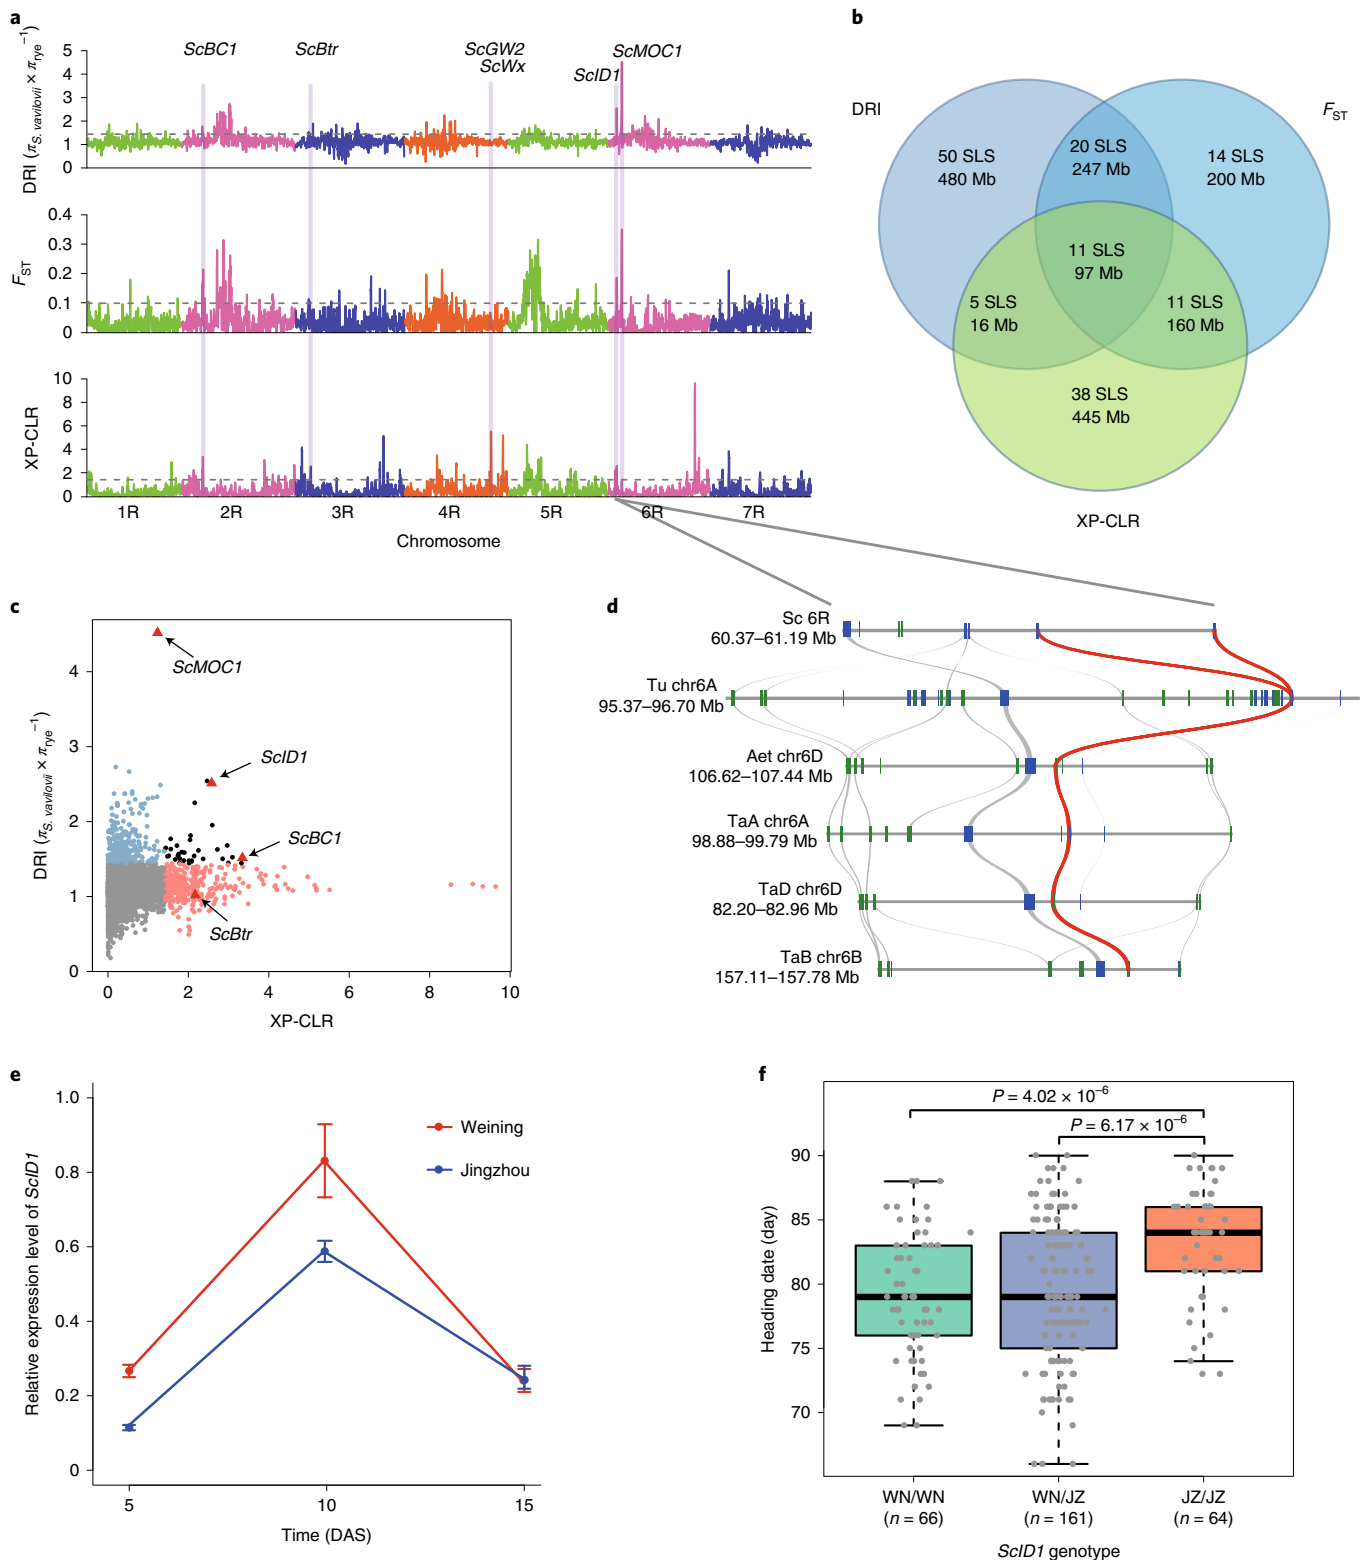 a
DRI (π S. vavilovii × π rye −1)
5
4
3
2
1
0
ScBC1
ScBtr
ScGW2
ScWx
ScID1
ScMOC1
FST
0.4
0.3
0.2
0.1
0
XP-CLR
10
8
6
4
2
0
1R 2R 3R 4R 5R 6R 7R
Chromosome
b
DRI
FST
50 SLS
480 Mb
20 SLS
247 Mb
14 SLS
200 Mb
11 SLS
97 Mb
5 SLS
16 Mb
11 SLS
160 Mb
38 SLS
445 Mb
XP-CLR
c
DRI (π S. vavilovii × π rye −1)
4
3
2
1
0
ScMOC1
ScID1
ScBC1
ScBtr
0 2 4 6 8 10
XP-CLR
d
Sc 6R
60.37–61.19 Mb
Tu chr6A
95.37–96.70 Mb
Aet chr6D
106.62–107.44 Mb
TaA chr6A
98.88–99.79 Mb
TaD chr6D
82.20–82.96 Mb
TaB chr6B
157.11–157.78 Mb
e
Relative expression level of ScID1
1.0
0.8
0.6
0.4
0.2
0
Weining
Jingzhou
5 10 15
Time (DAS)
f
P = 4.02 × 10−6
P = 6.17 × 10−6
Heading date (day)
90
85
80
75
70
WN/WN WN/JZ JZ/JZ
(n = 66) (n = 161) (n = 64)
ScID1 genotype